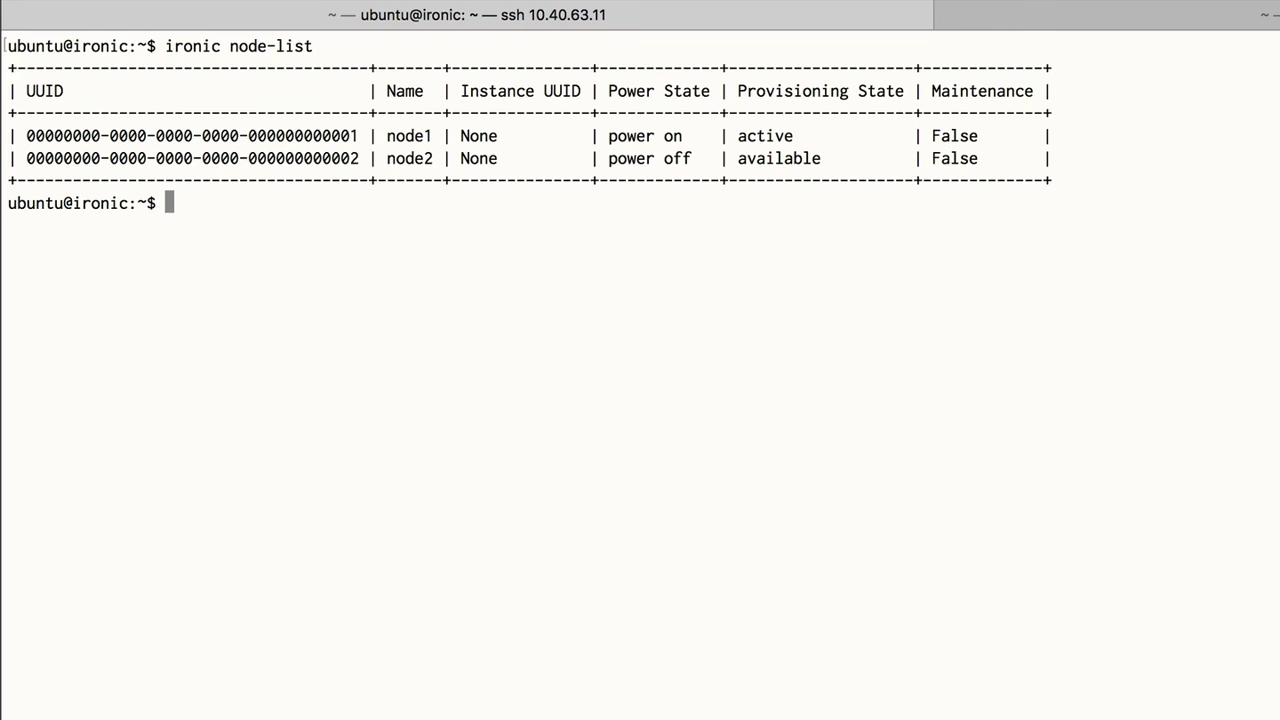 ~ — ubuntu@ironic: ~ — ssh 10.40.63.11
~ —
ubuntu@ironic:~$ ironic node-list
+--------------------------------------+-------+---------------+-------------+--------------------+-------------+
| UUID | Name | Instance UUID | Power State | Provisioning State | Maintenance |
+--------------------------------------+-------+---------------+-------------+--------------------+-------------+
| 00000000-0000-0000-0000-000000000001 | node1 | None | power on | active | False |
| 00000000-0000-0000-0000-000000000002 | node2 | None | power off | available | False |
+--------------------------------------+-------+---------------+-------------+--------------------+-------------+
ubuntu@ironic:~$